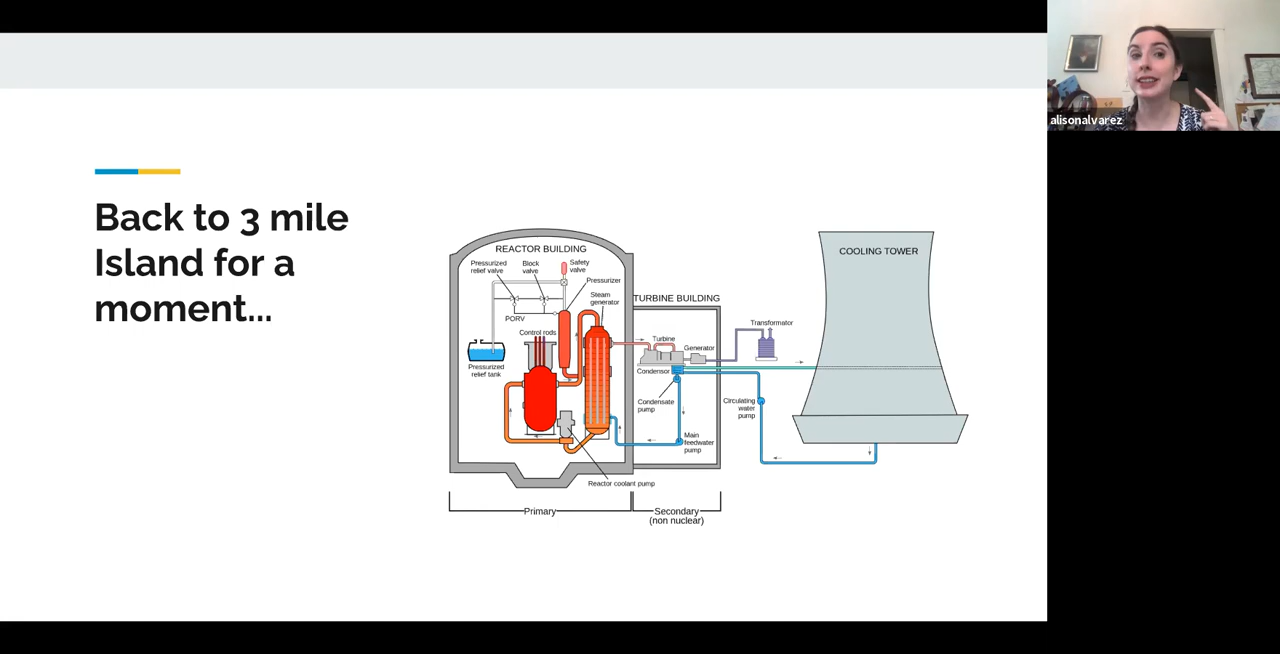 alisonalvarez
Back to 3 mile
Island for a
moment...
REACTOR BUILDING
Pressurized
relief valve
Block
valve
Safety
valve
Pressurizer
Steam
generator
PORV
Control rods
Pressurized
relief tank
Reactor coolant pump
Primary
TURBINE BUILDING
Turbine
Generator
Condensor
Condensate
pump
Main
feedwater
pump
Secondary
(non nuclear)
Transformator
Circulating
water
pump
COOLING TOWER